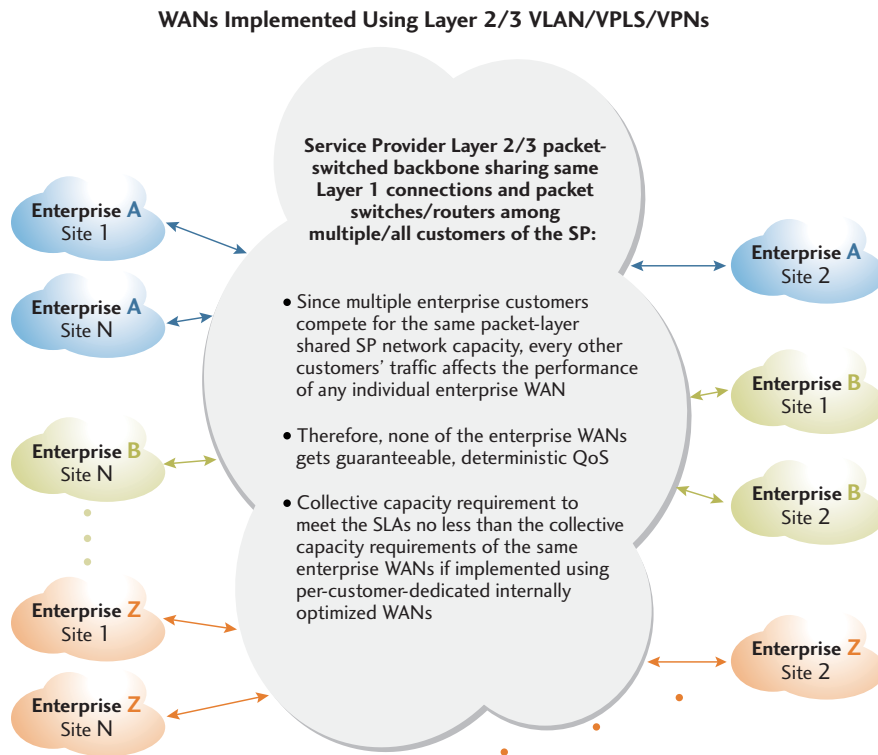 WANs Implemented Using Layer 2/3 VLAN/VPLS/VPNs
Service Provider Layer 2/3 packet-
switched backbone sharing same
Layer 1 connections and packet
switches/routers among
multiple/all customers of the SP:
• Since multiple enterprise customers
compete for the same packet-layer
shared SP network capacity, every other
customers' traffic affects the performance
of any individual enterprise WAN
• Therefore, none of the enterprise WANs
gets guaranteeable, deterministic QoS
• Collective capacity requirement to
meet the SLAs no less than the collective
capacity requirements of the same
enterprise WANs if implemented using
per-customer-dedicated internally
optimized WANs
Enterprise A
Site 1
Enterprise A
Site N
Enterprise B
Site N
Enterprise Z
Site 1
Enterprise Z
Site N
Enterprise A
Site 2
Enterprise B
Site 1
Enterprise B
Site 2
Enterprise Z
Site 2